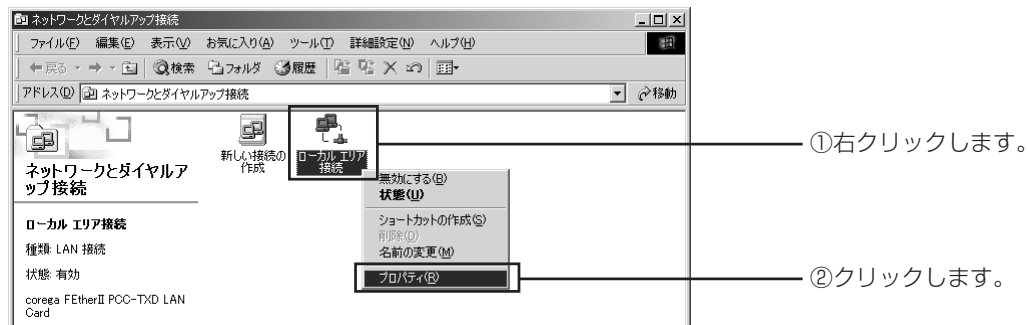 ネットワークとダイヤルアップ接続
ファイル(F) 編集(E) 表示(V) お気に入り(A) ツール(T) 詳細設定(N) ヘルプ(H)
戻る 検索 フォルダ 履歴
アドレス(D) ネットワークとダイヤルアップ接続 移動
新しい接続の
作成
ローカル エリア
接続
①右クリックします。
ネットワークとダイヤルア
ップ接続
無効にする(B)
状態(U)
ショートカットの作成(S)
削除(D)
名前の変更(M)
プロパティ(R)
②クリックします。
ローカル エリア接続
種類: LAN 接続
状態: 有効
corega FEtherII PCC-TXD LAN
Card